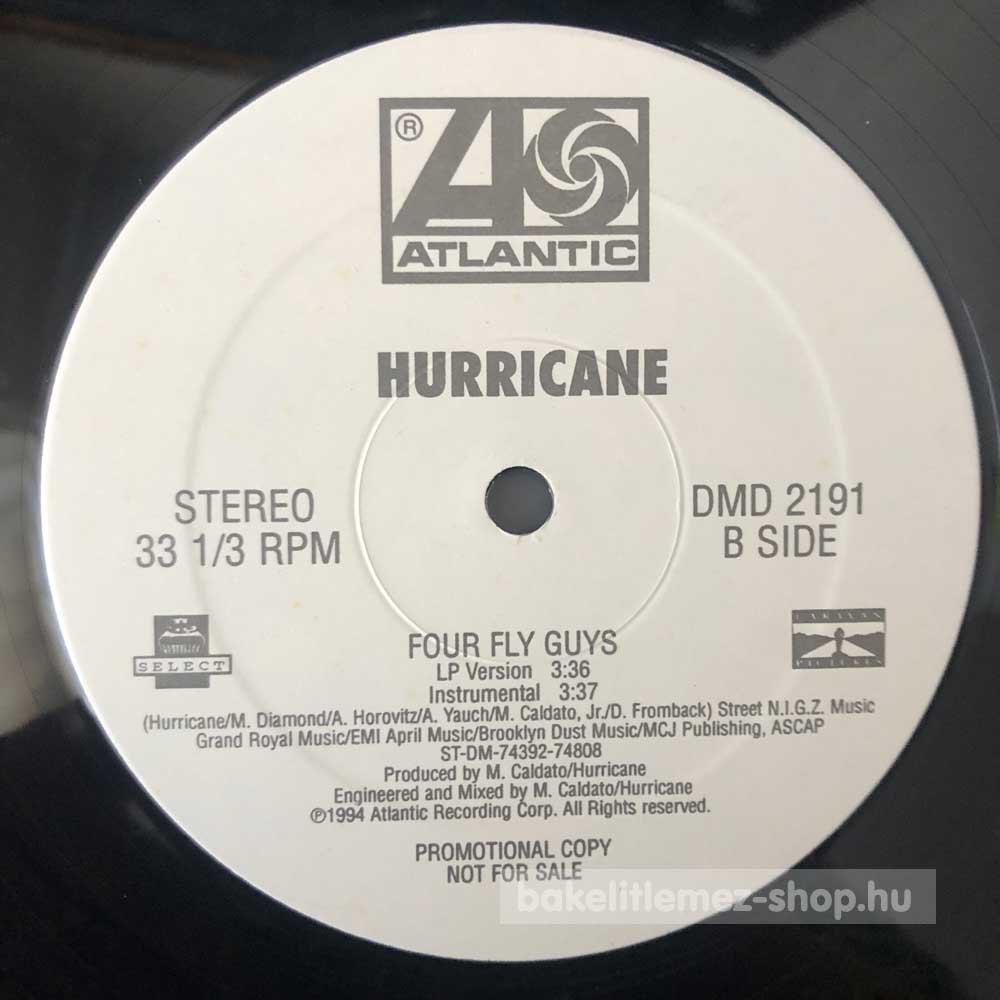 ®
ATLANTIC
HURRICANE
STEREO
33 1/3 RPM
DMD 2191
B SIDE
SELECT
CARAVAN
PICTURES
FOUR FLY GUYS
LP Version 3:36
Instrumental 3:37
(Hurricane/M. Diamond/A. Horovitz/A. Yauch/M. Caldato, Jr./D. Fromback) Street N.I.G.Z. Music
Grand Royal Music/EMI April Music/Brooklyn Dust Music/MCJ Publishing, ASCAP
ST-DM-74392-74808
Produced by M. Caldato/Hurricane
Engineered and Mixed by M. Caldato/Hurricane
℗1994 Atlantic Recording Corp. All Rights reserved.
PROMOTIONAL COPY
NOT FOR SALE
bakelitlemez-shop.hu